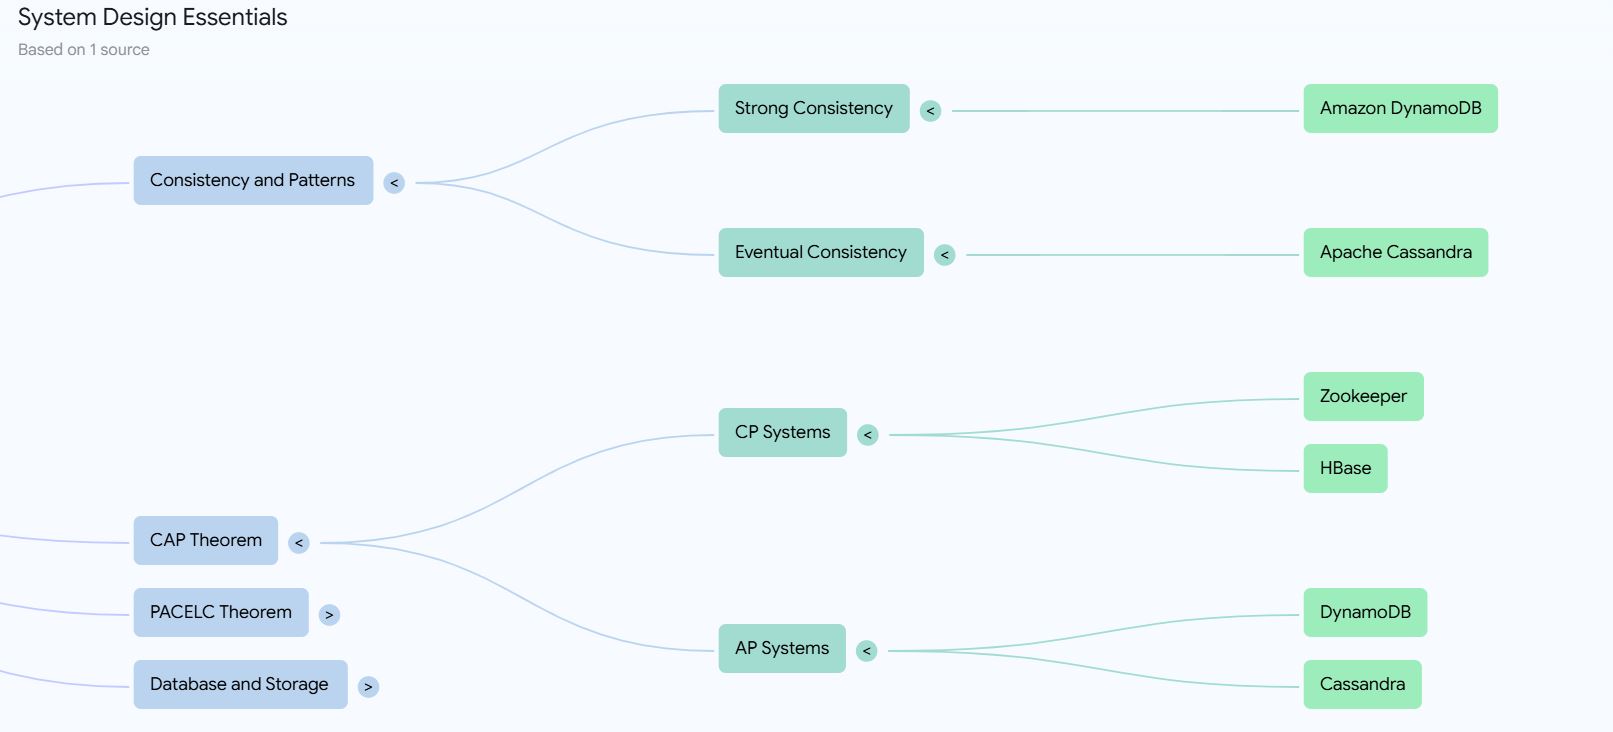 System Design Essentials
Based on 1 source
Consistency and Patterns
<
Strong Consistency
<
Amazon DynamoDB
Eventual Consistency
<
Apache Cassandra
CAP Theorem
<
CP Systems
<
Zookeeper
HBase
AP Systems
<
DynamoDB
Cassandra
PACELC Theorem
>
Database and Storage
>